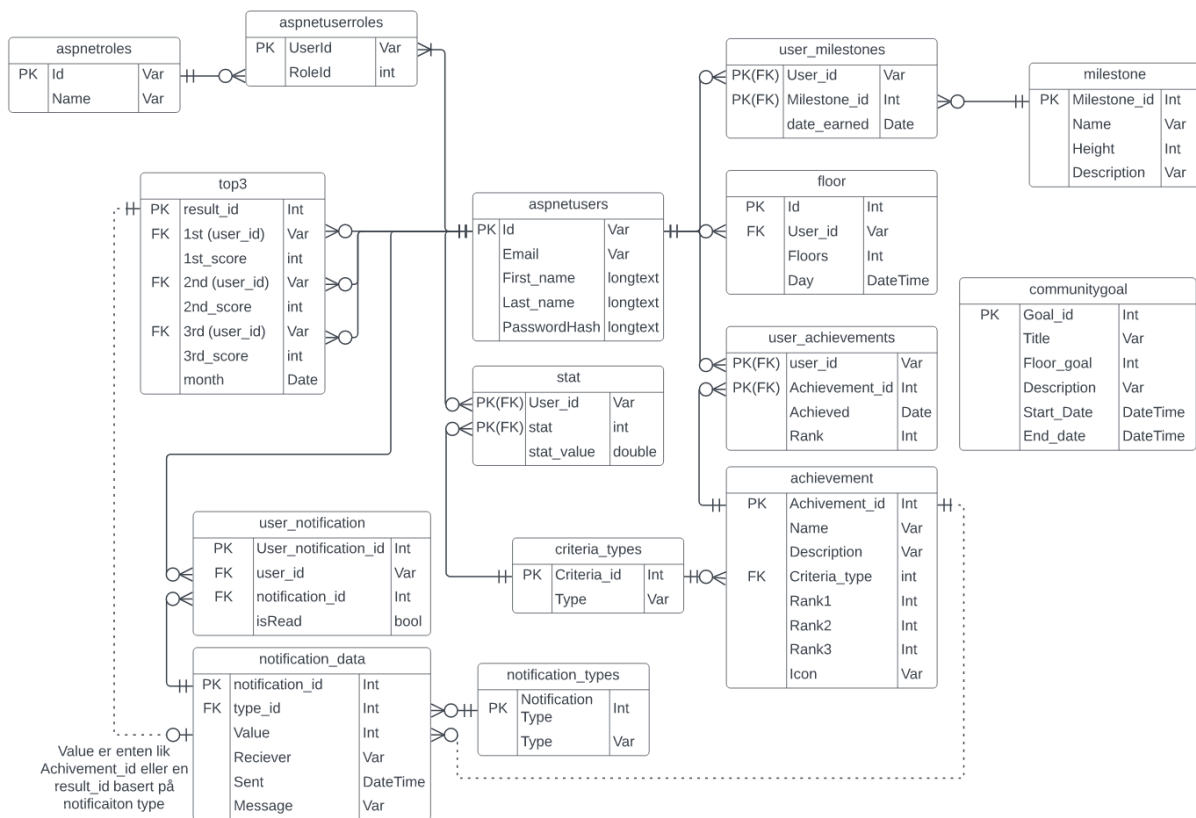 aspnetroles
PK Id Var
Name Var
aspnetuserroles
PK UserId Var
RoleId int
user_milestones
PK(FK) User_id Var
PK(FK) Milestone_id Int
date_earned Date
milestone
PK Milestone_id Int
Name Var
Height Int
Description Var
top3
PK result_id Int
FK 1st (user_id) Var
1st_score int
FK 2nd (user_id) Var
2nd_score int
FK 3rd (user_id) Var
3rd_score int
month Date
aspnetusers
PK Id Var
Email Var
First_name longtext
Last_name longtext
PasswordHash longtext
floor
PK Id Int
FK User_id Var
Floors Int
Day DateTime
communitygoal
PK Goal_id Int
Title Var
Floor_goal Int
Description Var
Start_Date DateTime
End_date DateTime
user_achievements
PK(FK) user_id Var
PK(FK) Achievement_id Int
Achieved Date
Rank Int
stat
PK(FK) User_id Var
PK(FK) stat int
stat_value double
achievement
PK Achivement_id Int
Name Var
Description Var
FK Criteria_type int
Rank1 Int
Rank2 Int
Rank3 Int
Icon Var
user_notification
PK User_notification_id Int
FK user_id Var
FK notification_id Int
isRead bool
criteria_types
PK Criteria_id Int
Type Var
notification_data
PK notification_id Int
FK type_id Int
Value Int
Reciever Var
Sent DateTime
Message Var
notification_types
PK Notification Int
Type
Type Var
Value er enten lik
Achivement_id eller en
result_id basert på
notificaiton type